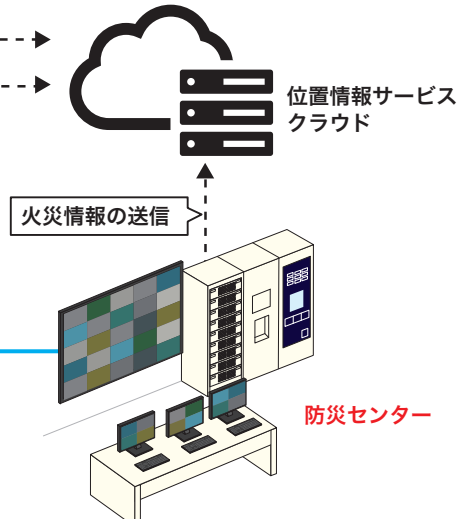 位置情報サービス
クラウド
火災情報の送信
防災センター